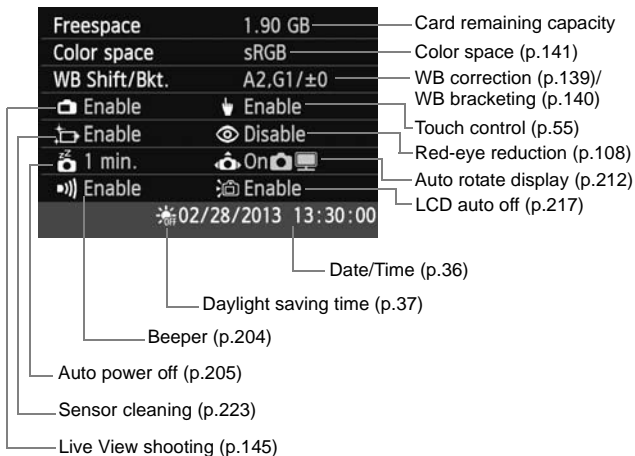 Freespace 1.90 GB
Color space sRGB
WB Shift/Bkt. A2,G1/±0
Enable Enable
Enable Disable
1 min. On
Enable Enable
OFF 02/28/2013 13:30:00
Card remaining capacity
Color space (p.141)
WB correction (p.139)/
WB bracketing (p.140)
Touch control (p.55)
Red-eye reduction (p.108)
Auto rotate display (p.212)
LCD auto off (p.217)
Date/Time (p.36)
Daylight saving time (p.37)
Beeper (p.204)
Auto power off (p.205)
Sensor cleaning (p.223)
Live View shooting (p.145)